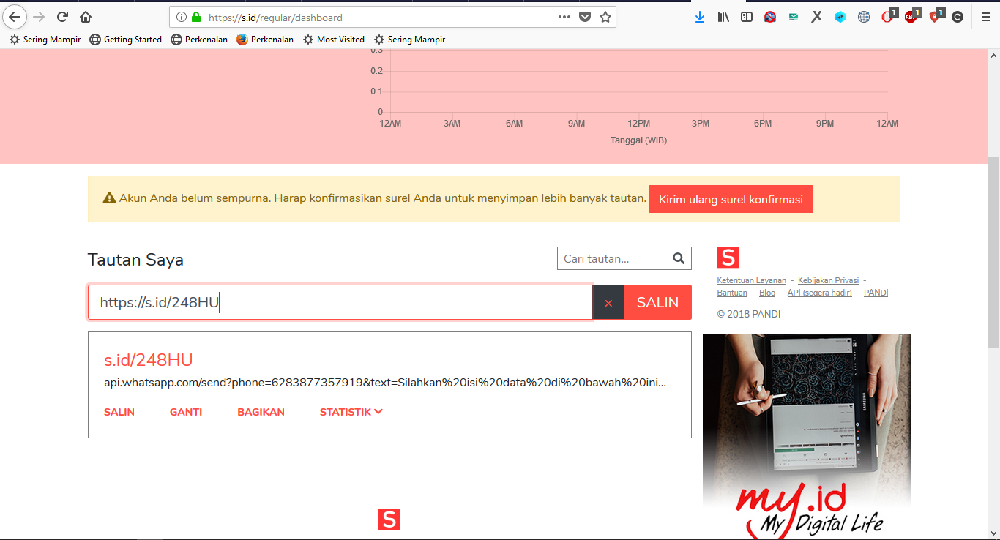 https://s.id/regular/dashboard
1 1 1
Sering Mampir Getting Started Perkenalan Perkenalan Most Visited Sering Mampir
0.3
0.2
0.1
0
12AM 3AM 6AM 9AM 12PM 3PM 6PM 9PM 12AM
Tanggal (WIB)
Akun Anda belum sempurna. Harap konfirmasikan surel Anda untuk menyimpan lebih banyak tautan. Kirim ulang surel konfirmasi
Tautan Saya
Cari tautan...
https://s.id/248HU
× SALIN
s.id/248HU
api.whatsapp.com/send?phone=6283877357919&text=Silahkan%20isi%20data%20di%20bawah%20ini...
SALIN GANTI BAGIKAN STATISTIK
S
S
Ketentuan Layanan - Kebijakan Privasi -
Bantuan - Blog - API (segera hadir) - PANDI
© 2018 PANDI
SAMSUNG
my.id
My Digital Life